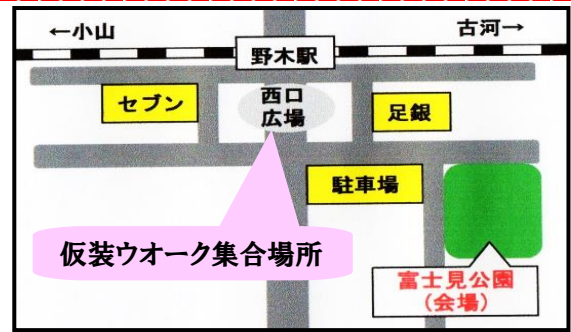 ←小山
古河→
野木駅
セブン
西口
広場
足銀
駐車場
仮装ウオーク集合場所
富士見公園
(会場)